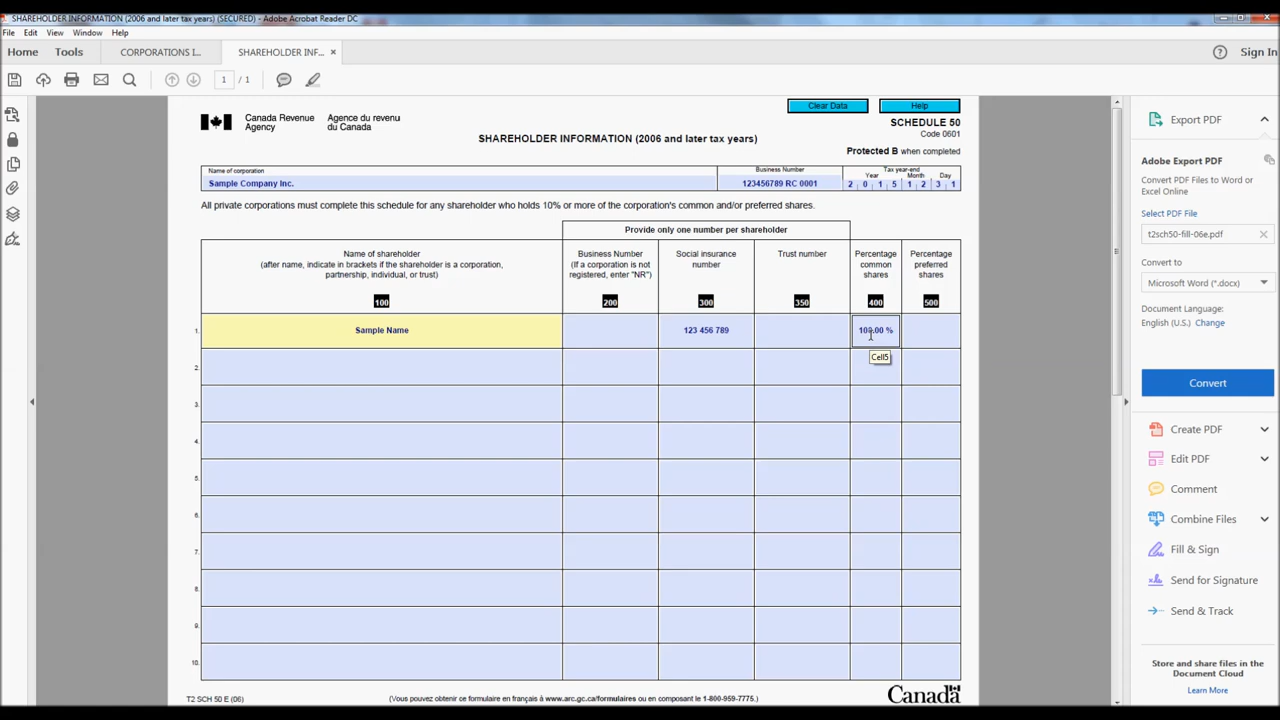 SHAREHOLDER INFORMATION (2006 and later tax years) (SECURED) - Adobe Acrobat Reader DC
File Edit View Window Help
Home Tools CORPORATIONS I... SHAREHOLDER INF... × Sign In
1 / 1
Clear Data Help
Canada Revenue Agency
Agence du revenu du Canada
SCHEDULE 50
Code 0601
SHAREHOLDER INFORMATION (2006 and later tax years)
Protected B when completed
Name of corporation
Sample Company Inc.
Business Number
123456789 RC 0001
Tax year-end
Year Month Day
2 0 1 5 1 2 3 1
All private corporations must complete this schedule for any shareholder who holds 10% or more of the corporation's common and/or preferred shares.
Provide only one number per shareholder
Name of shareholder
(after name, indicate in brackets if the shareholder is a corporation,
partnership, individual, or trust)
100
Business Number
(If a corporation is not
registered, enter "NR")
200
Social insurance
number
300
Trust number
350
Percentage
common
shares
400
Percentage
preferred
shares
500
1. Sample Name 123 456 789 100.00 %
Cell5
2.
3.
4.
5.
6.
7.
8.
9.
10.
T2 SCH 50 E (06)
(Vous pouvez obtenir ce formulaire en français à www.arc.gc.ca/formulaires ou en composant le 1-800-959-7775.)
Canada
Export PDF
Adobe Export PDF
Convert PDF Files to Word or
Excel Online
Select PDF File
t2sch50-fill-06e.pdf
Convert to
Microsoft Word (*.docx)
Document Language:
English (U.S.) Change
Convert
Create PDF
Edit PDF
Comment
Combine Files
Fill & Sign
Send for Signature
Send & Track
Store and share files in the
Document Cloud
Learn More